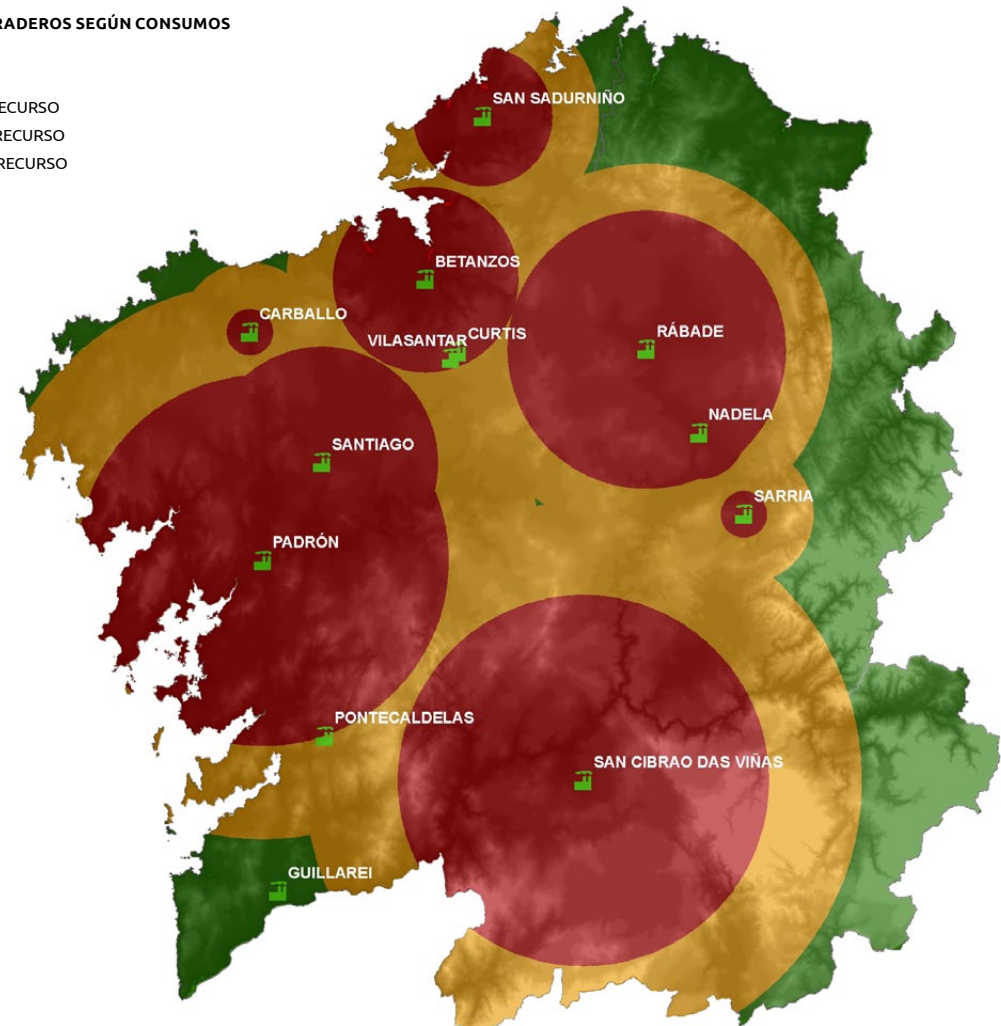 RADEROS SEGÚN CONSUMOS
ECURSO
RECURSO
RECURSO
SAN SADURNIÑO
BETANZOS
CARBALLO
VILASANTAR
CURTIS
RÁBADE
NADELA
SANTIAGO
SARRIA
PADRÓN
PONTECALDELAS
SAN CIBRAO DAS VIÑAS
GUILLAREI